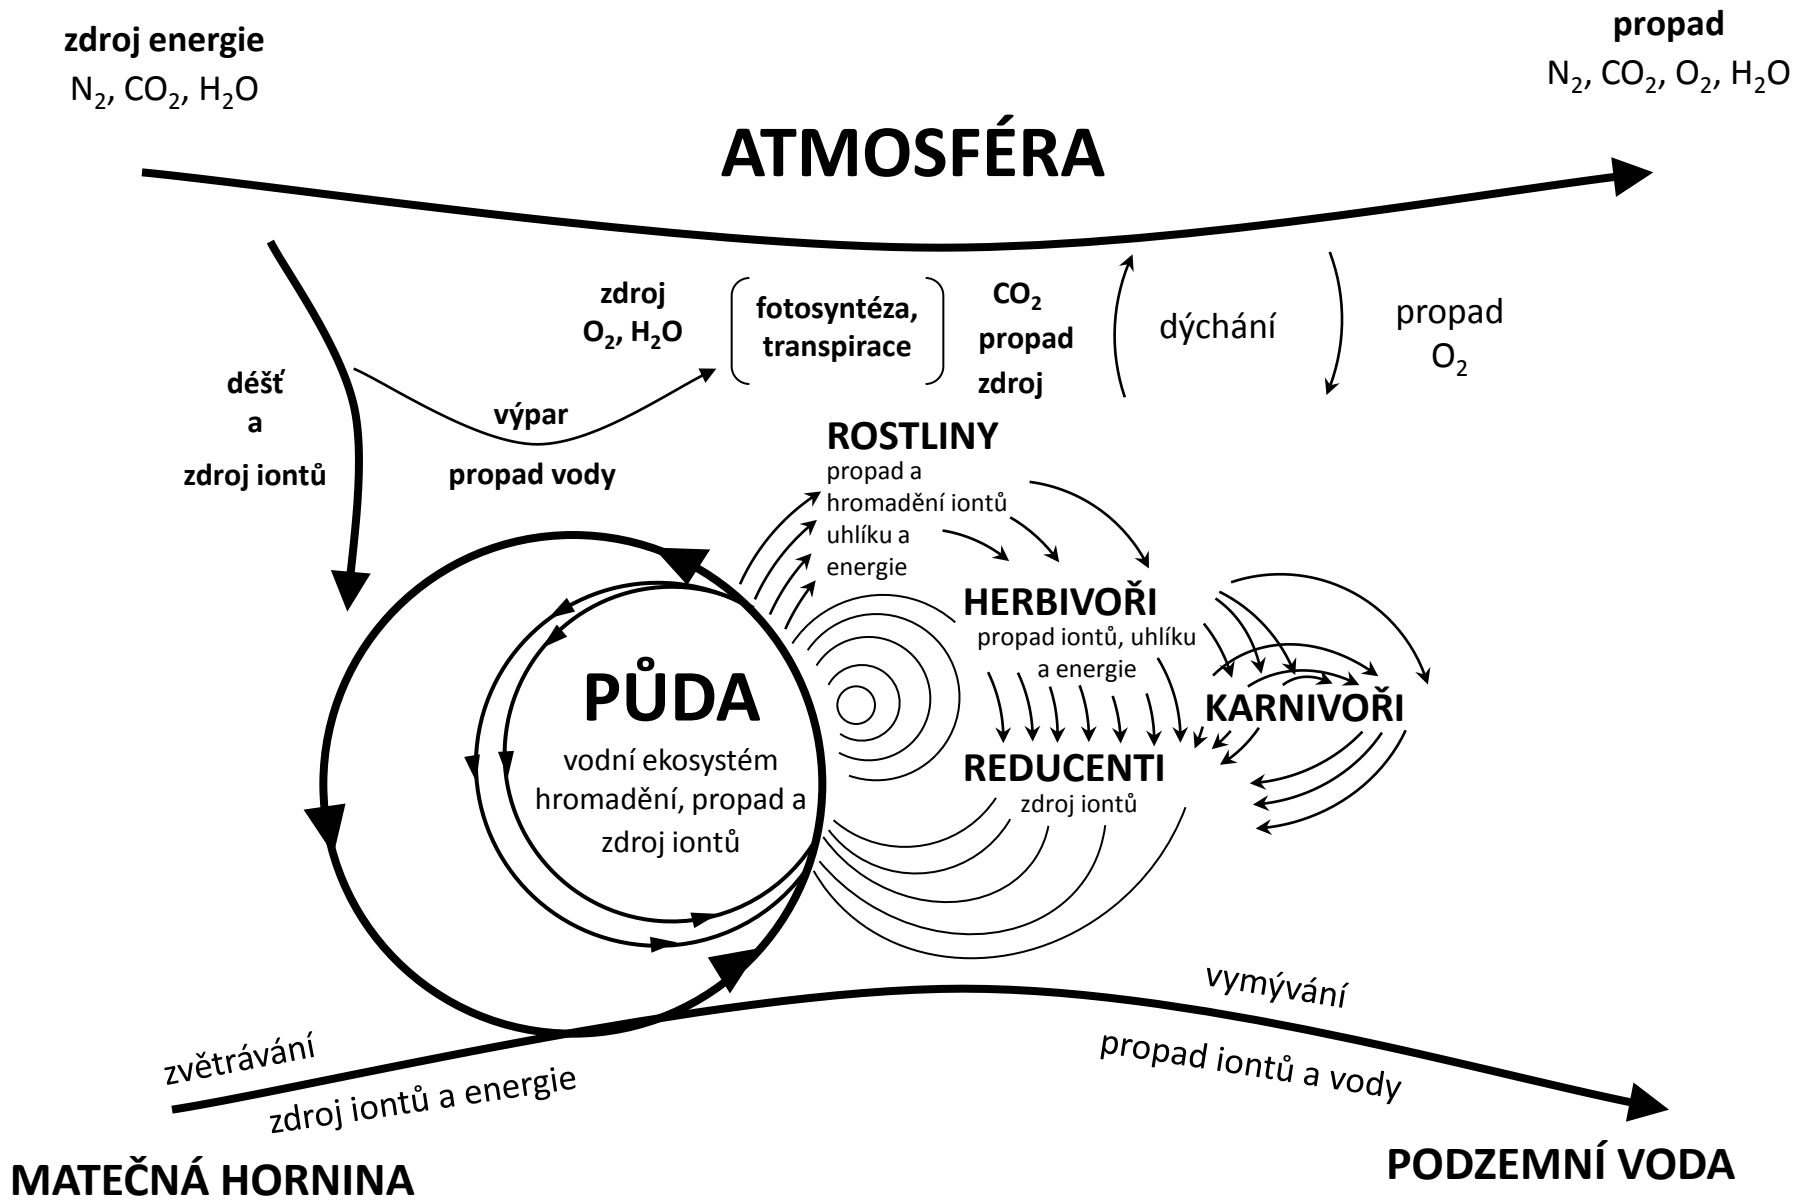 zdroj energie
N₂, CO₂, H₂O
propad
N₂, CO₂, O₂, H₂O
ATMOSFÉRA
zdroj
O₂, H₂O
fotosyntéza,
transpirace
CO₂
propad
zdroj
dýchání
propad
O₂
déšť
a
zdroj iontů
výpar
propad vody
ROSTLINY
propad a
hromadění iontů
uhlíku a
energie
HERBIVOŘI
propad iontů, uhlíku
a energie
KARNIVOŘI
REDUCENTI
zdroj iontů
PŮDA
vodní ekosystém
hromadění, propad a
zdroj iontů
zvětrávání
zdroj iontů a energie
vymývání
propad iontů a vody
MATEČNÁ HORNINA
PODZEMNÍ VODA